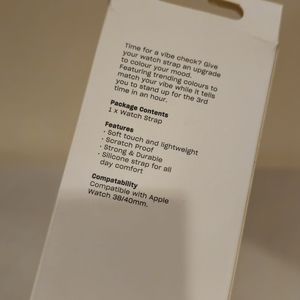 Time for a vibe check? Give
your watch strap an upgrade
to colour your mood.
Featuring trending colours to
match your vibe while it tells
you to stand up for the 3rd
time in an hour.
Package Contents
1 x Watch Strap
Features
· Soft touch and lightweight
· Scratch Proof
· Strong & Durable
· Silicone strap for all
day comfort
Compatability
Compatible with Apple
Watch 38/40mm.